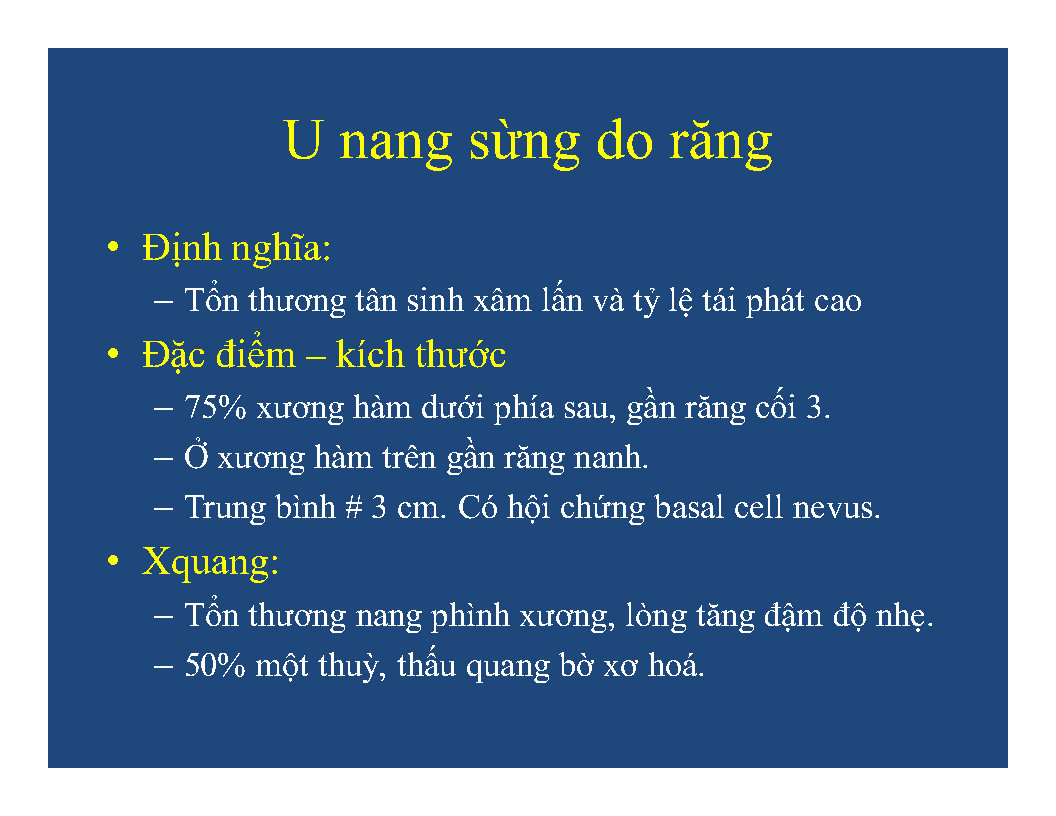 U nang sừng do răng
• Định nghĩa:
– Tổn thương tân sinh xâm lấn và tỷ lệ tái phát cao
• Đặc điểm – kích thước
– 75% xương hàm dưới phía sau, gần răng cối 3.
– Ở xương hàm trên gần răng nanh.
– Trung bình # 3 cm. Có hội chứng basal cell nevus.
• Xquang:
– Tổn thương nang phình xương, lòng tăng đậm độ nhẹ.
– 50% một thuỳ, thấu quang bờ xơ hoá.